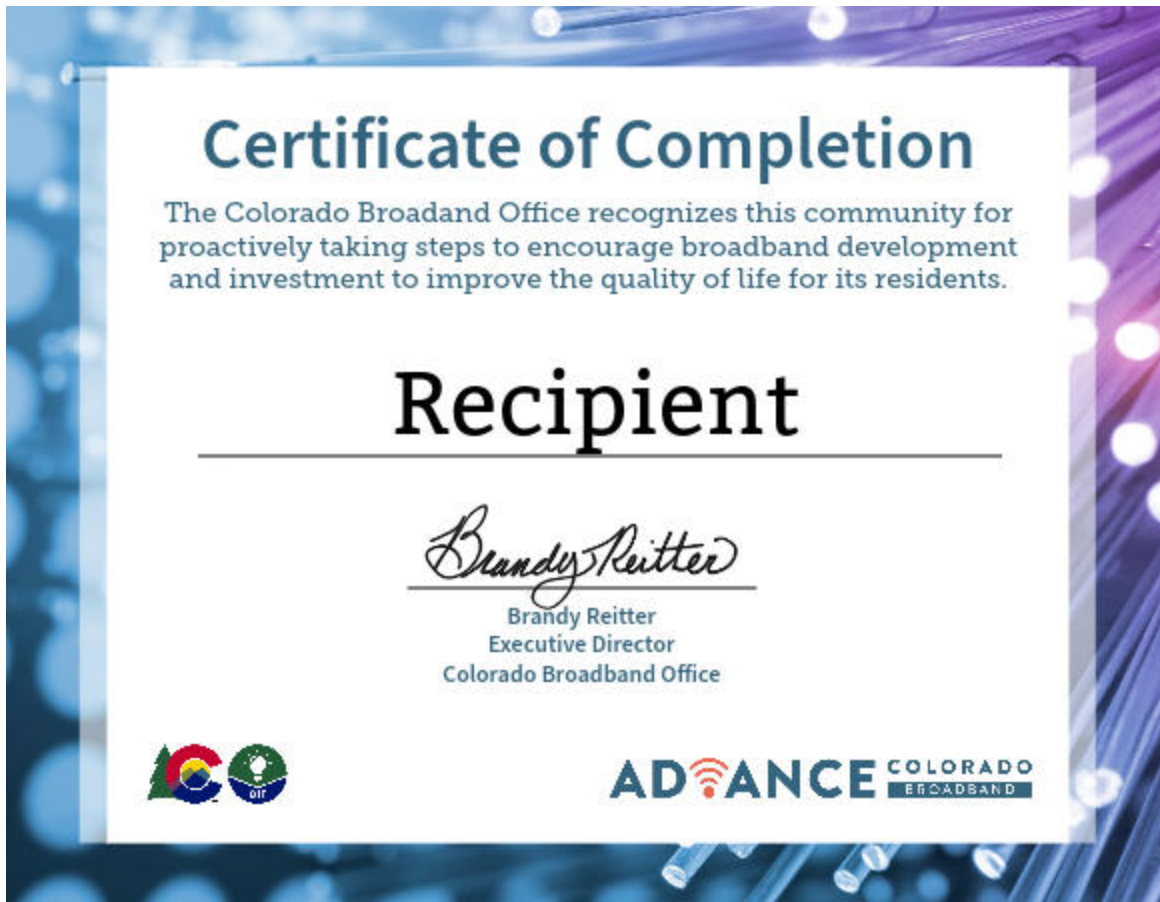 Certificate of Completion
The Colorado Broadand Office recognizes this community for
proactively taking steps to encourage broadband development
and investment to improve the quality of life for its residents.
Recipient
Brandy Reitter
Brandy Reitter
Executive Director
Colorado Broadband Office
CO
OIT
ADVANCE COLORADO
BROADBAND